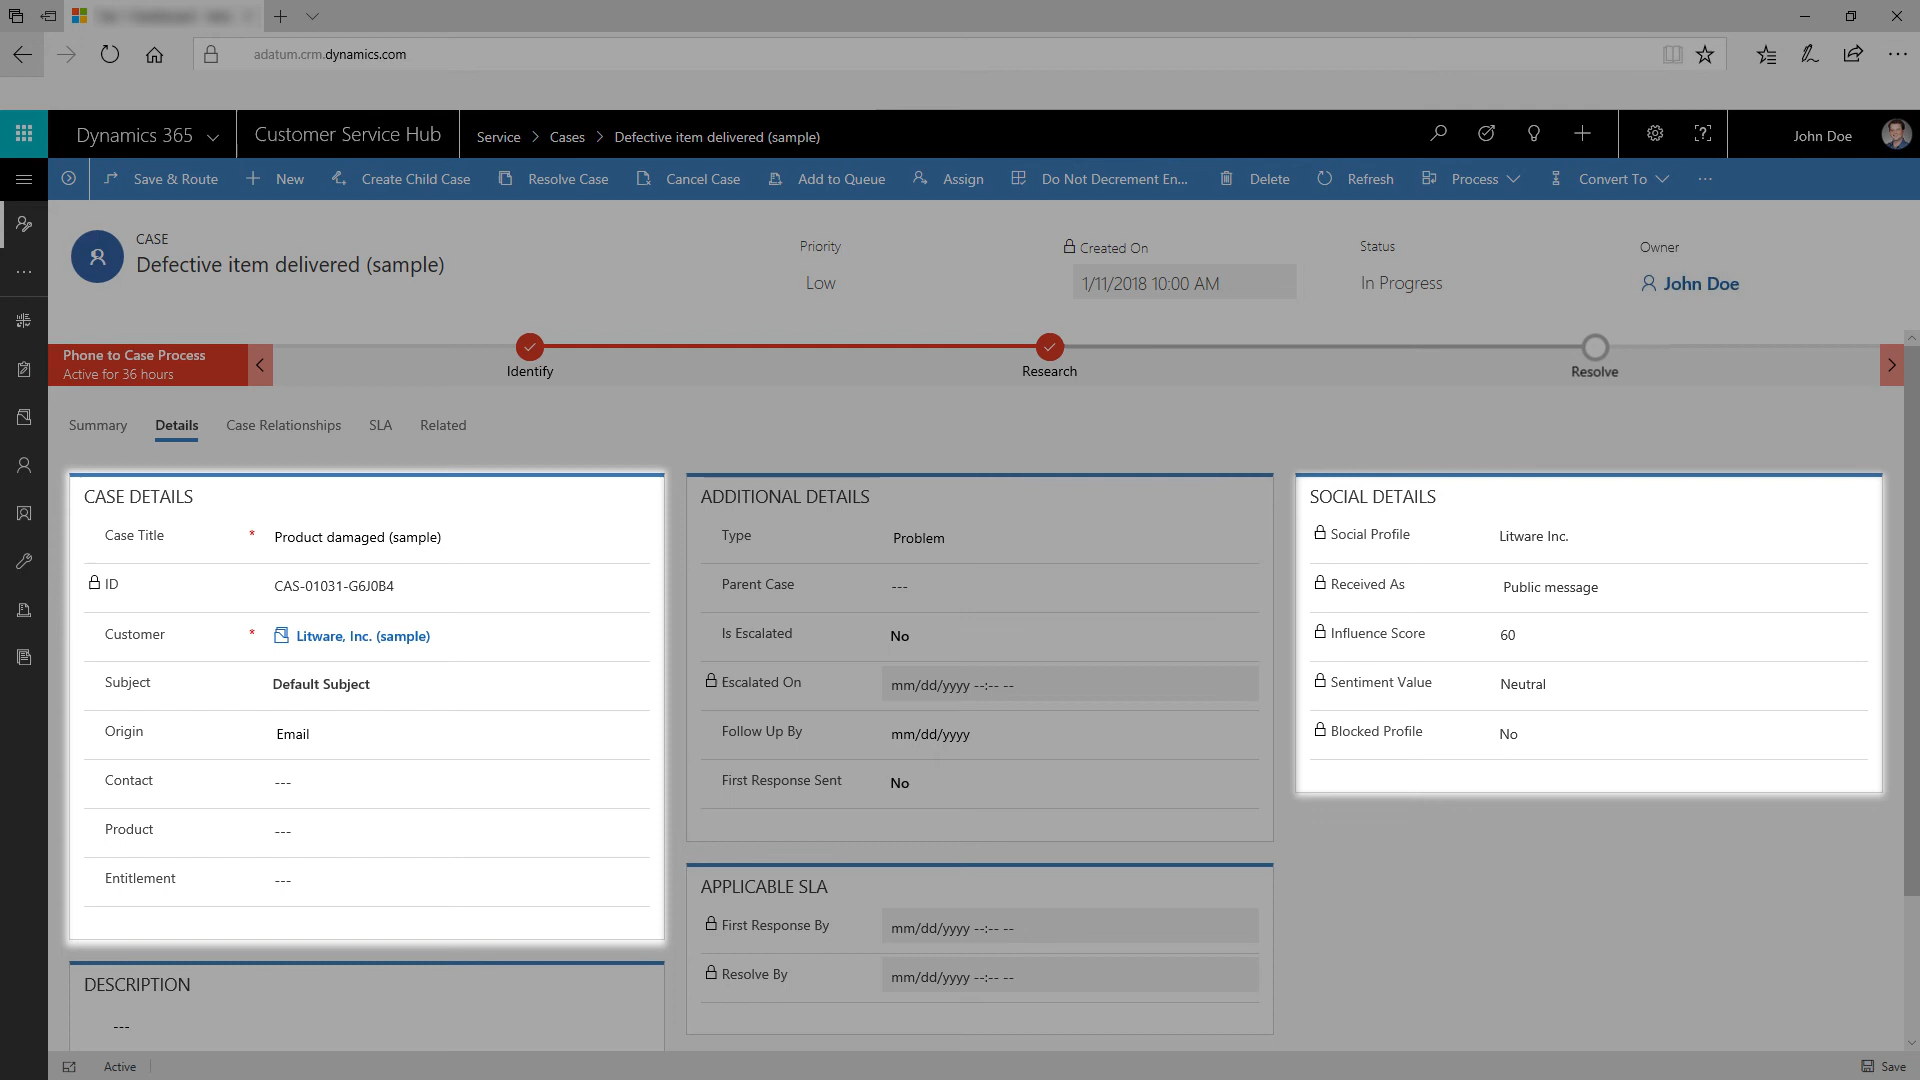 adatum.crm.dynamics.com
Dynamics 365 Customer Service Hub Service > Cases > Defective item delivered (sample) John Doe
Save & Route New Create Child Case Resolve Case Cancel Case Add to Queue Assign Do Not Decrement En... Delete Refresh Process Convert To ...
CASE
Defective item delivered (sample)
Priority
Low
Created On
1/11/2018 10:00 AM
Status
In Progress
Owner
John Doe
Phone to Case Process
Active for 36 hours
Identify
Research
Resolve
Summary Details Case Relationships SLA Related
CASE DETAILS
Case Title * Product damaged (sample)
ID CAS-01031-G6J0B4
Customer * Litware, Inc. (sample)
Subject Default Subject
Origin Email
Contact ---
Product ---
Entitlement ---
DESCRIPTION
---
ADDITIONAL DETAILS
Type Problem
Parent Case ---
Is Escalated No
Escalated On mm/dd/yyyy --:-- --
Follow Up By mm/dd/yyyy
First Response Sent No
APPLICABLE SLA
First Response By mm/dd/yyyy --:-- --
Resolve By mm/dd/yyyy --:-- --
SOCIAL DETAILS
Social Profile Litware Inc.
Received As Public message
Influence Score 60
Sentiment Value Neutral
Blocked Profile No
Active
Save